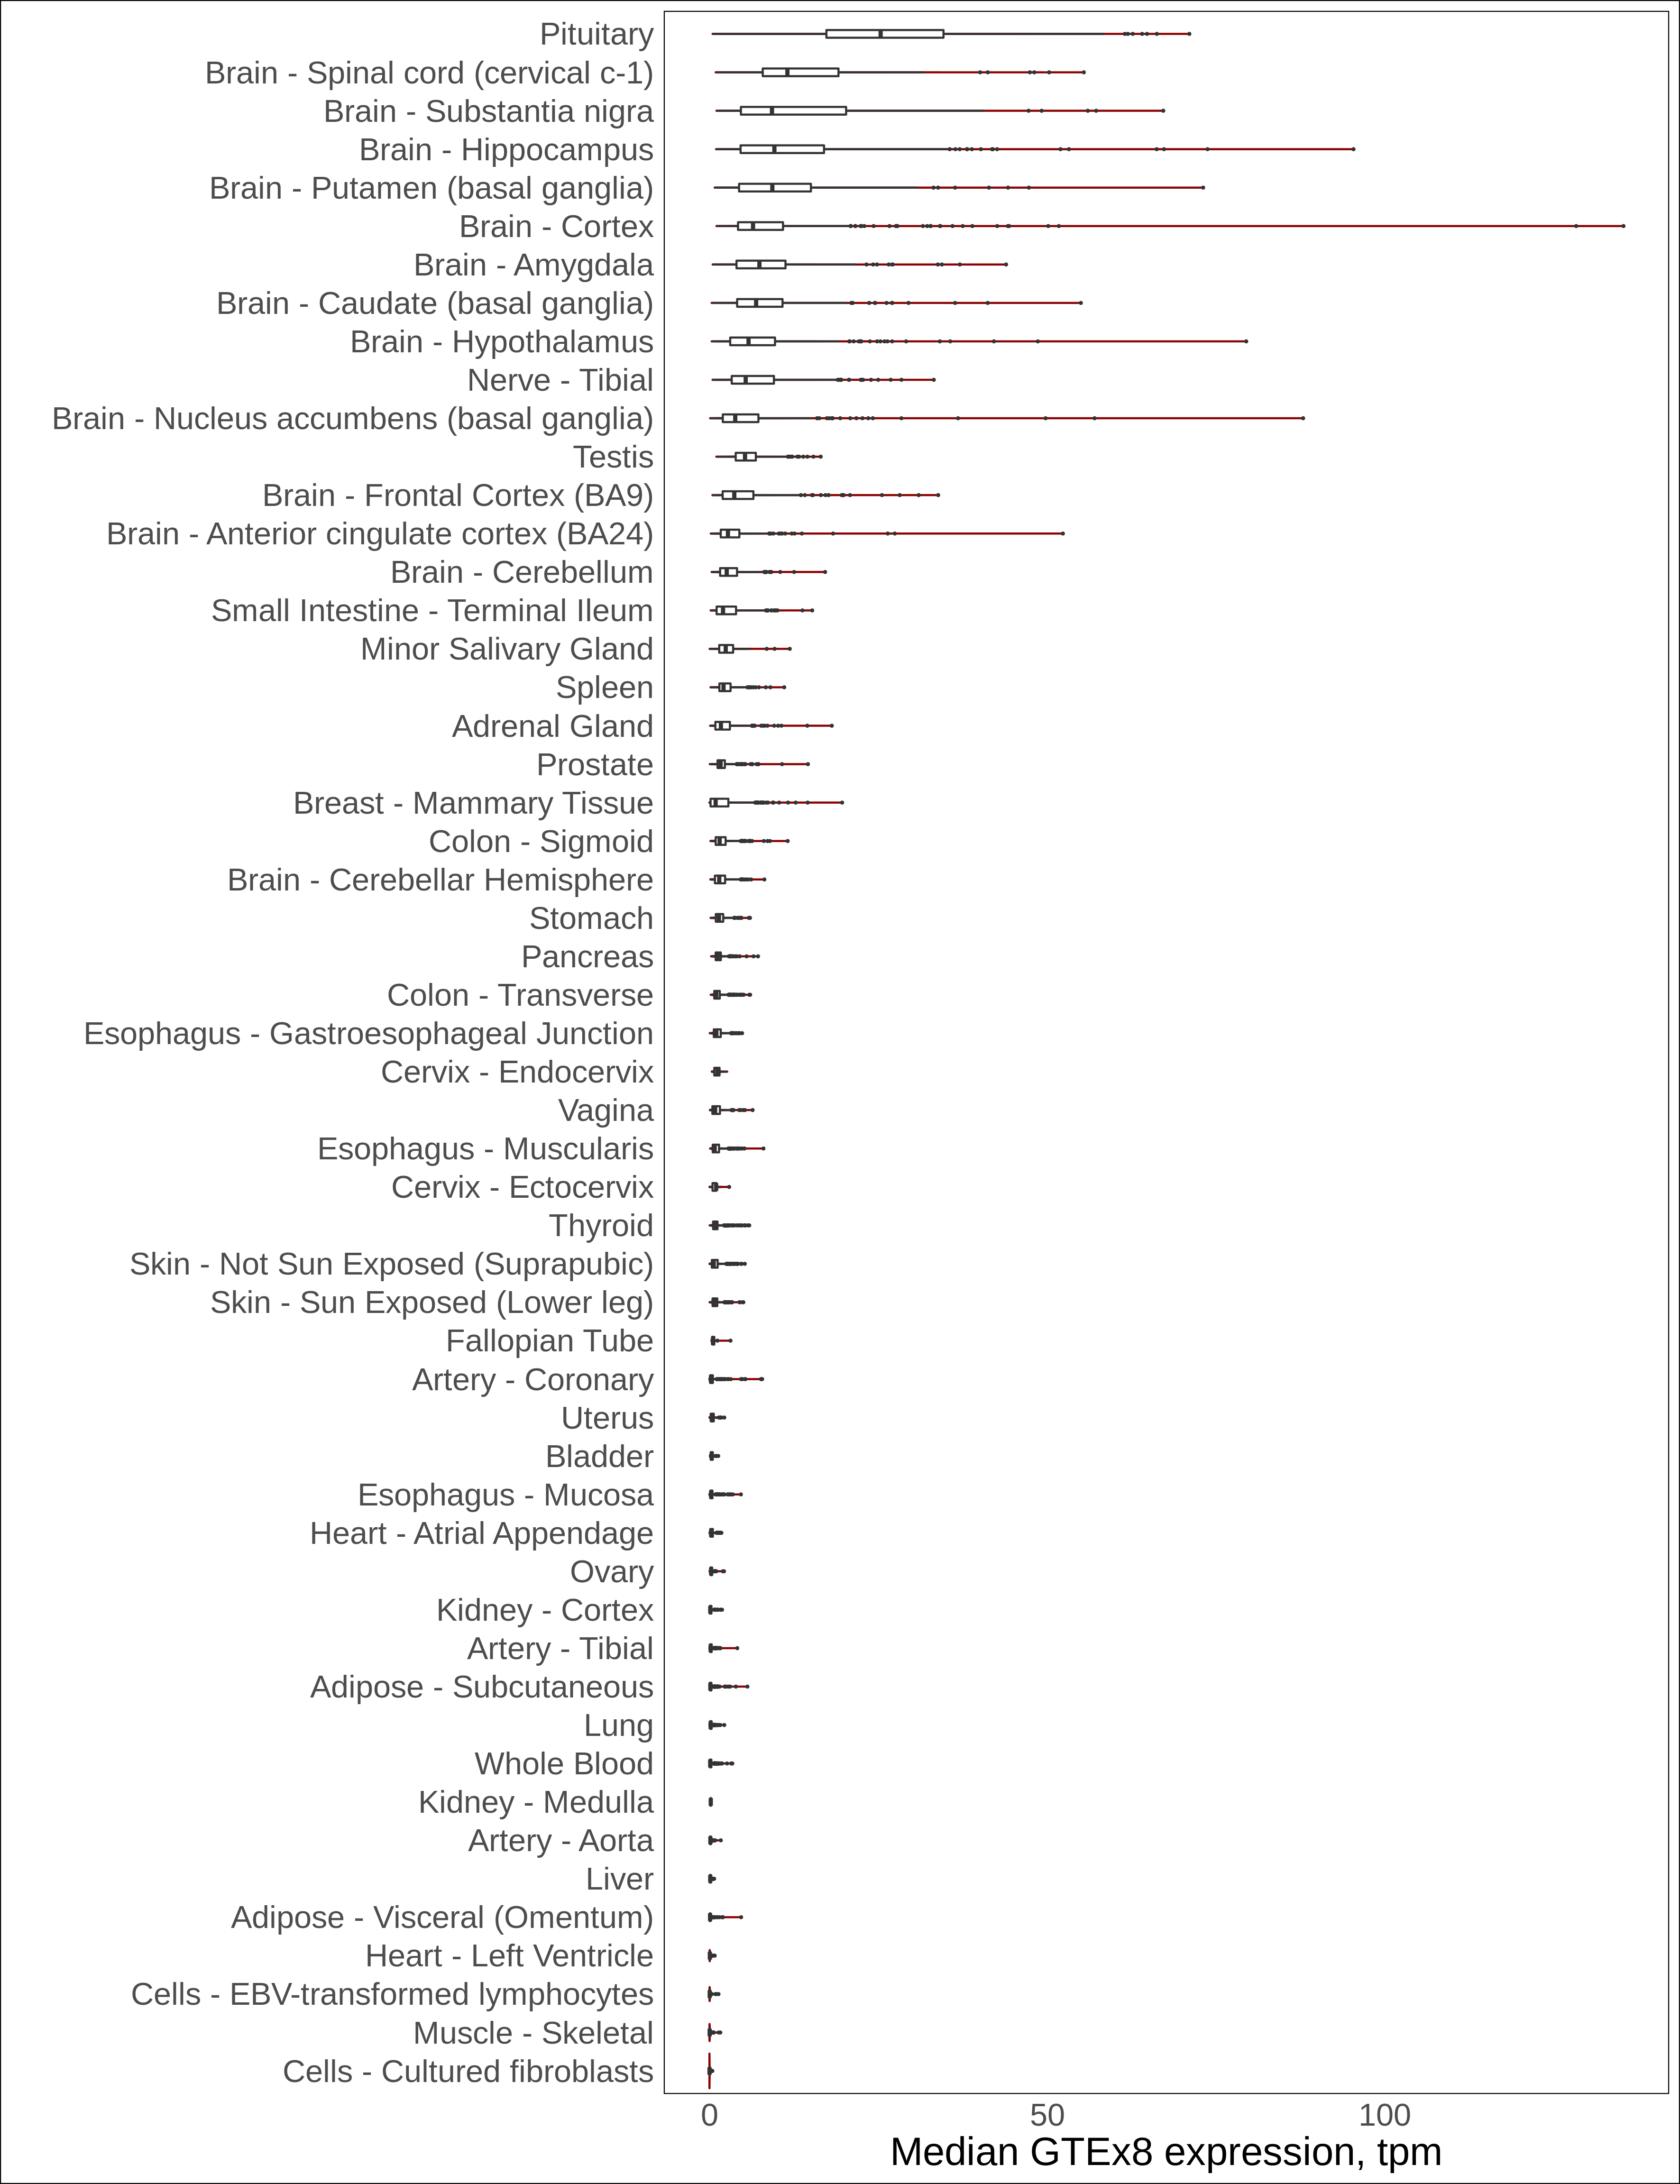 Pituitary
Brain - Spinal cord (cervical c-1)
Brain - Substantia nigra
Brain - Hippocampus
Brain - Putamen (basal ganglia)
Brain - Cortex
Brain - Amygdala
Brain - Caudate (basal ganglia)
Brain - Hypothalamus
Nerve - Tibial
Brain - Nucleus accumbens (basal ganglia)
Testis
Brain - Frontal Cortex (BA9)
Brain - Anterior cingulate cortex (BA24)
Brain - Cerebellum
Small Intestine - Terminal Ileum
Minor Salivary Gland
Spleen
Adrenal Gland
Prostate
Breast - Mammary Tissue
Colon - Sigmoid
Brain - Cerebellar Hemisphere
Stomach
Pancreas
Colon - Transverse
Esophagus - Gastroesophageal Junction
Cervix - Endocervix
Vagina
Esophagus - Muscularis
Cervix - Ectocervix
Thyroid
Skin - Not Sun Exposed (Suprapubic)
Skin - Sun Exposed (Lower leg)
Fallopian Tube
Artery - Coronary
Uterus
Bladder
Esophagus - Mucosa
Heart - Atrial Appendage
Ovary
Kidney - Cortex
Artery - Tibial
Adipose - Subcutaneous
Lung
Whole Blood
Kidney - Medulla
Artery - Aorta
Liver
Adipose - Visceral (Omentum)
Heart - Left Ventricle
Cells - EBV-transformed lymphocytes
Muscle - Skeletal
Cells - Cultured fibroblasts
0 50 100
Median GTEx8 expression, tpm